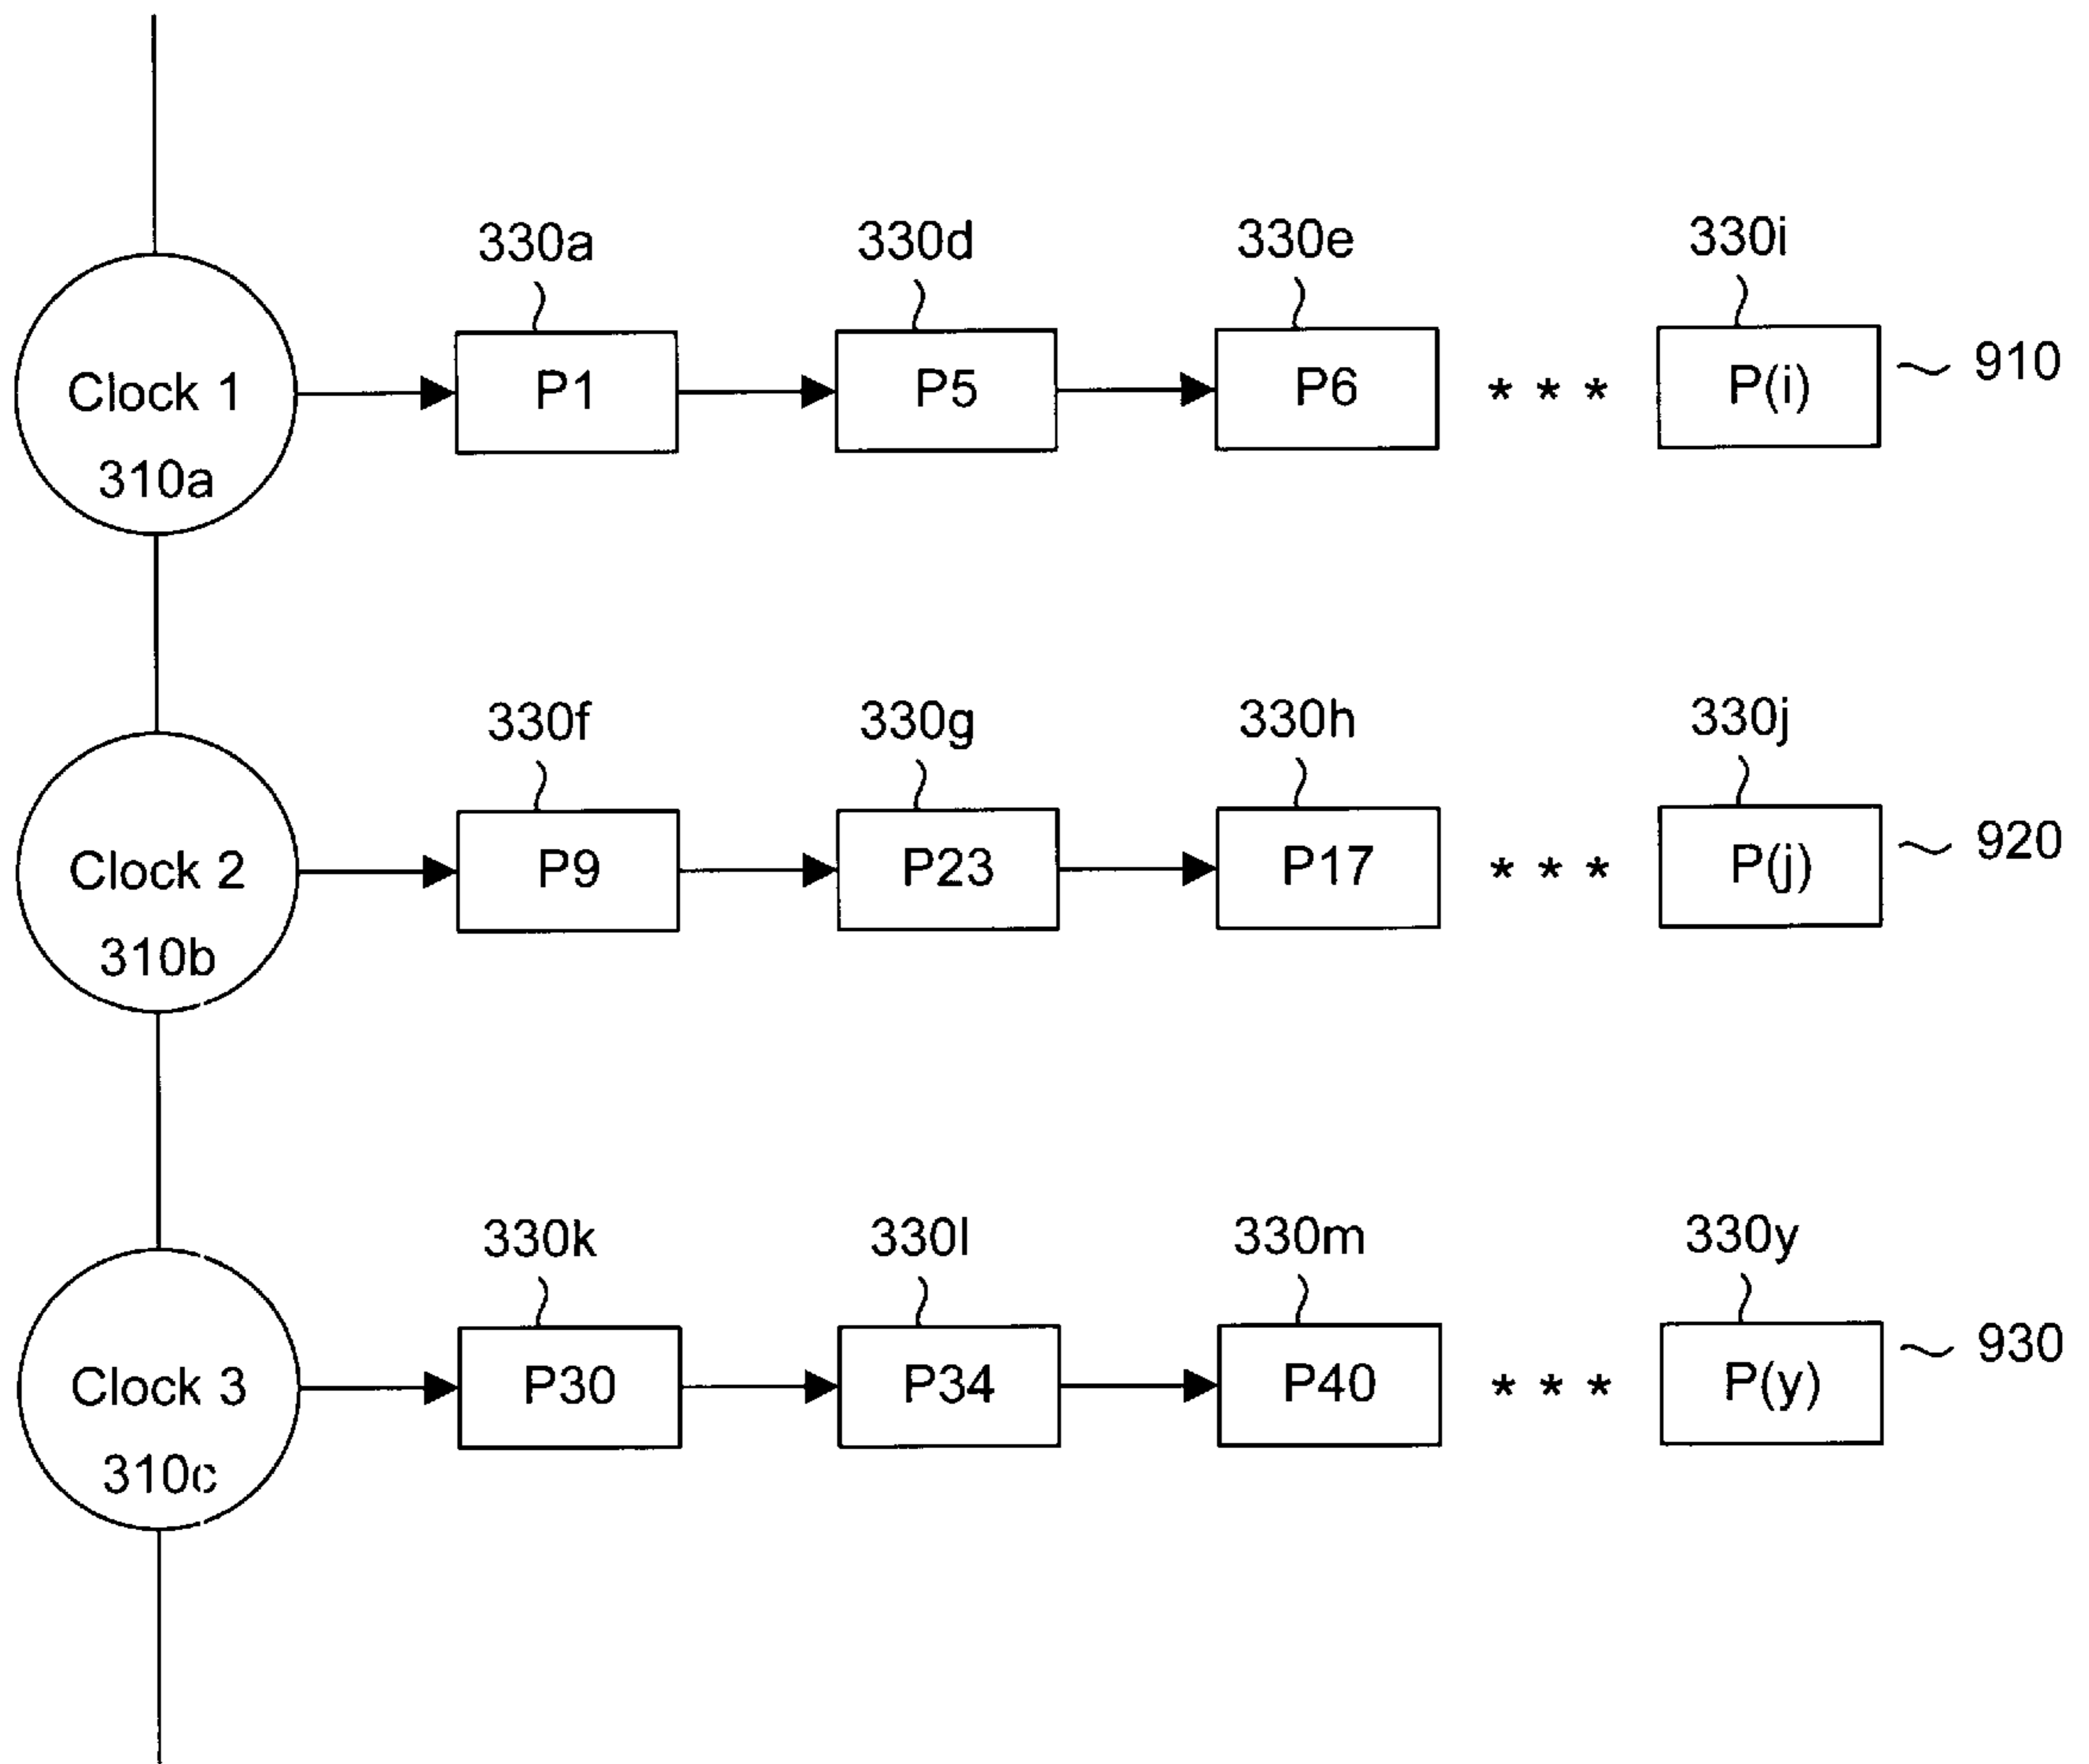 330a 330d 330e 330i
Clock 1 P1 P5 P6 * * * P(i) 910
310a
330f 330g 330h 330j
Clock 2 P9 P23 P17 * * * P(j) 920
310b
330k 330l 330m 330y
Clock 3 P30 P34 P40 * * * P(y) 930
310c